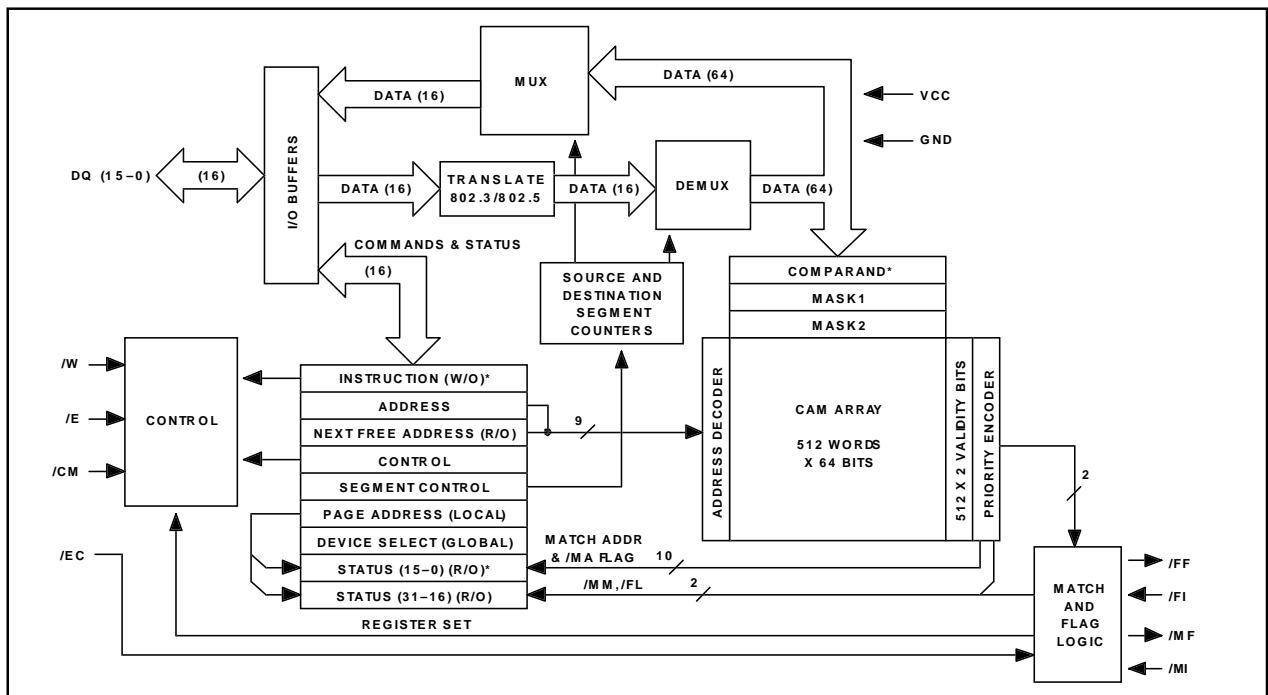 MUX
DATA (64)
DATA (16)
VCC
GND
I/O BUFFERS
DQ (15–0)
(16)
DATA (16)
TRANSLATE
802.3/802.5
DATA (16)
DEMUX
DATA (64)
COMMANDS & STATUS
(16)
SOURCE AND
DESTINATION
SEGMENT
COUNTERS
COMPARAND*
MASK1
MASK2
/W
/E
/CM
CONTROL
INSTRUCTION (W/O)*
ADDRESS
NEXT FREE ADDRESS (R/O)
CONTROL
SEGMENT CONTROL
PAGE ADDRESS (LOCAL)
DEVICE SELECT (GLOBAL)
STATUS (15–0) (R/O)*
STATUS (31–16) (R/O)
REGISTER SET
9
ADDRESS DECODER
CAM ARRAY
512 WORDS
X 64 BITS
512 X 2 VALIDITY BITS
PRIORITY ENCODER
2
MATCH ADDR
& /MA FLAG
10
/MM, /FL
2
/EC
MATCH
AND
FLAG
LOGIC
/FF
/FI
/MF
/MI